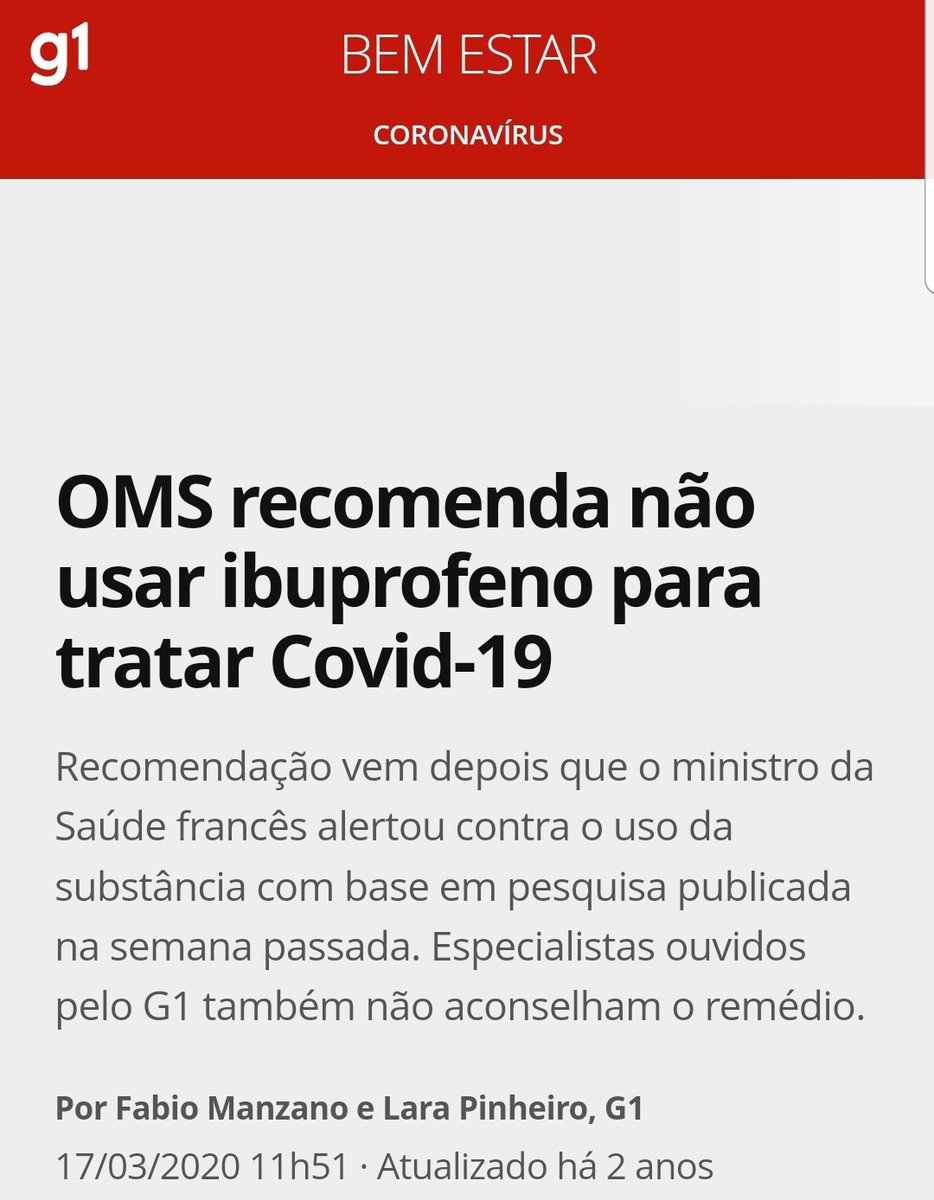 g1
BEM ESTAR
CORONAVÍRUS
OMS recomenda não
usar ibuprofeno para
tratar Covid-19
Recomendação vem depois que o ministro da
Saúde francês alertou contra o uso da
substância com base em pesquisa publicada
na semana passada. Especialistas ouvidos
pelo G1 também não aconselham o remédio.
Por Fabio Manzano e Lara Pinheiro, G1
17/03/2020 11h51 · Atualizado há 2 anos